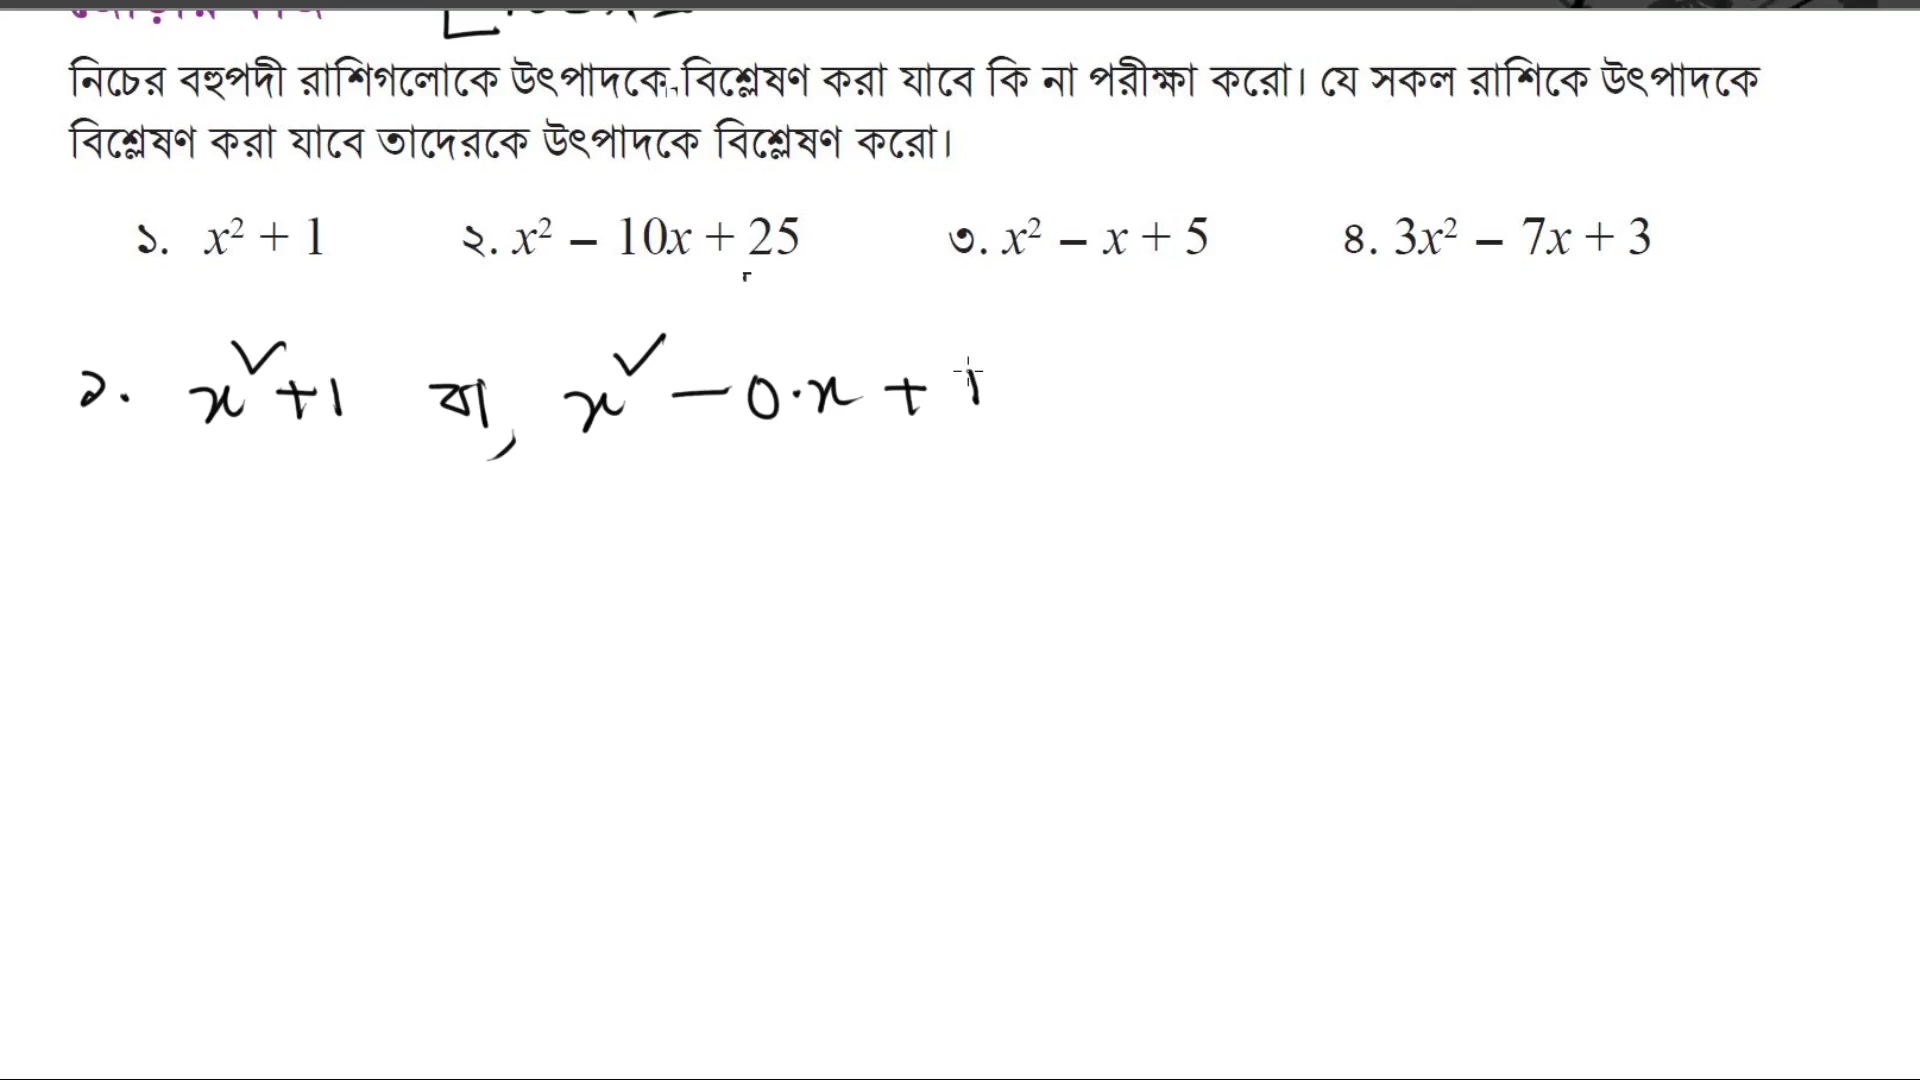 নিচের বহুপদী রাশিগলোকে উৎপাদকে বিশ্লেষণ করা যাবে কি না পরীক্ষা করো। যে সকল রাশিকে উৎপাদকে
বিশ্লেষণ করা যাবে তাদেরকে উৎপাদকে বিশ্লেষণ করো।
১. x² + 1 ২. x² – 10x + 25 ৩. x² – x + 5 ৪. 3x² – 7x + 3
১. x² + 1 বা, x² – 0·x + 1